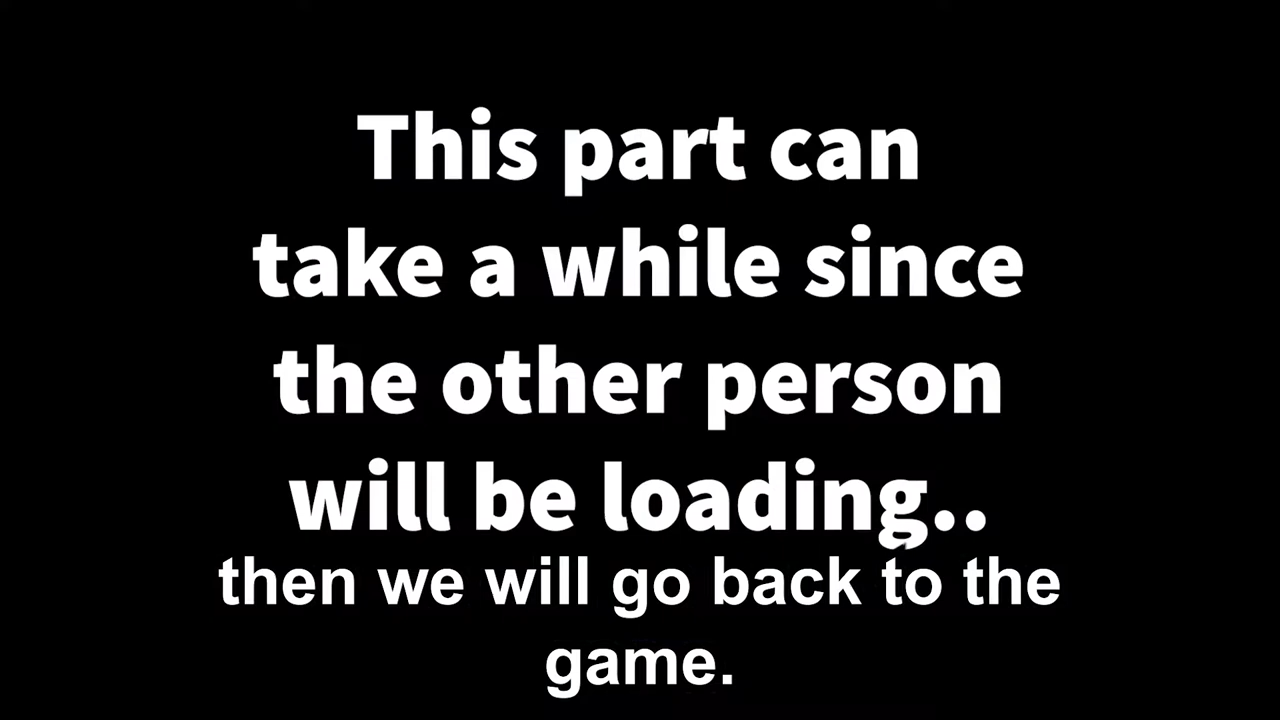 This part can
take a while since
the other person
will be loading..
then we will go back to the
game.